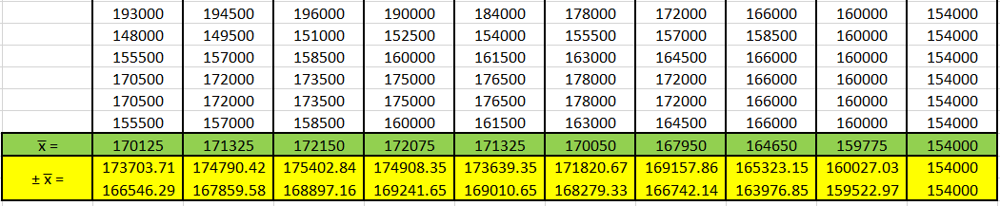 193000 194500 196000 190000 184000 178000 172000 166000 160000 154000
148000 149500 151000 152500 154000 155500 157000 158500 160000 154000
155500 157000 158500 160000 161500 163000 164500 166000 160000 154000
170500 172000 173500 175000 176500 178000 172000 166000 160000 154000
170500 172000 173500 175000 176500 178000 172000 166000 160000 154000
155500 157000 158500 160000 161500 163000 164500 166000 160000 154000
x̅ = 170125 171325 172150 172075 171325 170050 167950 164650 159775 154000
± x̅ = 173703.71 174790.42 175402.84 174908.35 173639.35 171820.67 169157.86 165323.15 160027.03 154000
166546.29 167859.58 168897.16 169241.65 169010.65 168279.33 166742.14 163976.85 159522.97 154000